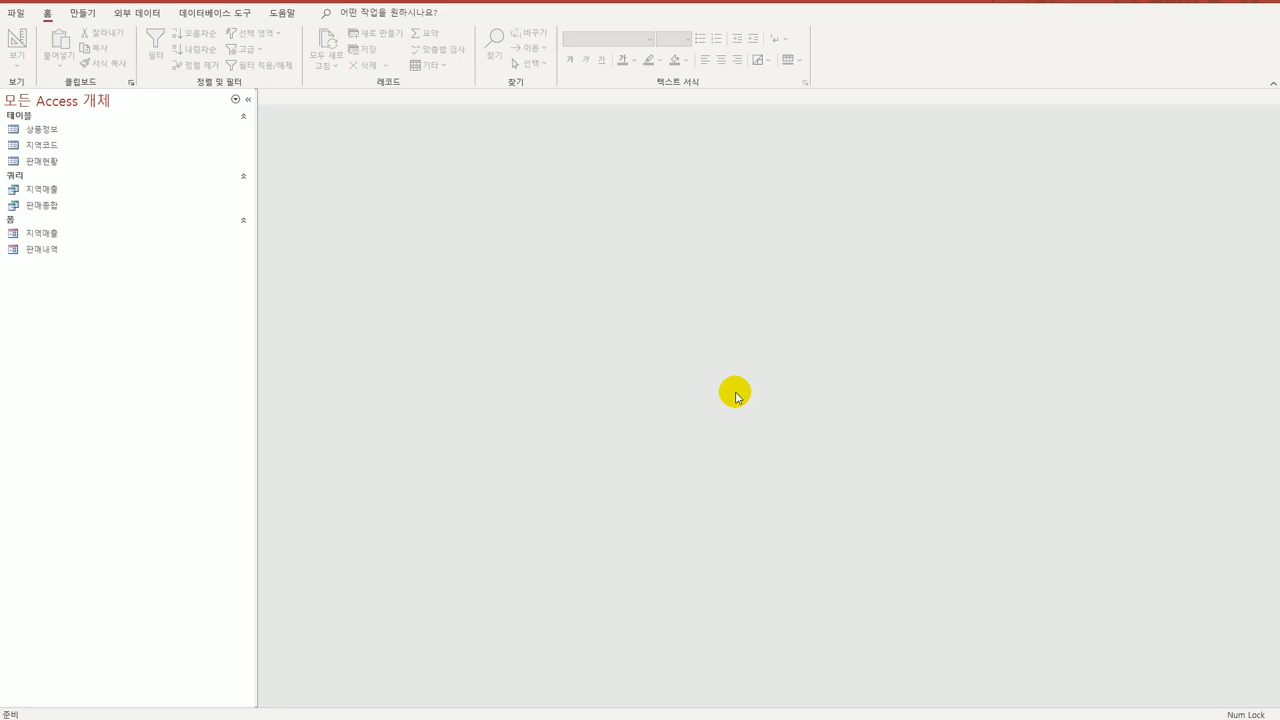 파일 홈 만들기 외부 데이터 데이터베이스 도구 도움말 어떤 작업을 원하시나요?
보기
보기
붙여넣기
잘라내기
복사
서식 복사
클립보드
필터
오름차순
내림차순
정렬 제거
선택 영역
고급
필터 적용/해제
정렬 및 필터
모두 새로
고침
새로 만들기
저장
삭제
요약
맞춤법 검사
기타
레코드
찾기
바꾸기
이동
선택
찾기
가 가 가 가
텍스트 서식
모든 Access 개체
테이블
상품정보
지역코드
판매현황
쿼리
지역매출
판매종합
폼
지역매출
판매내역
준비
Num Lock